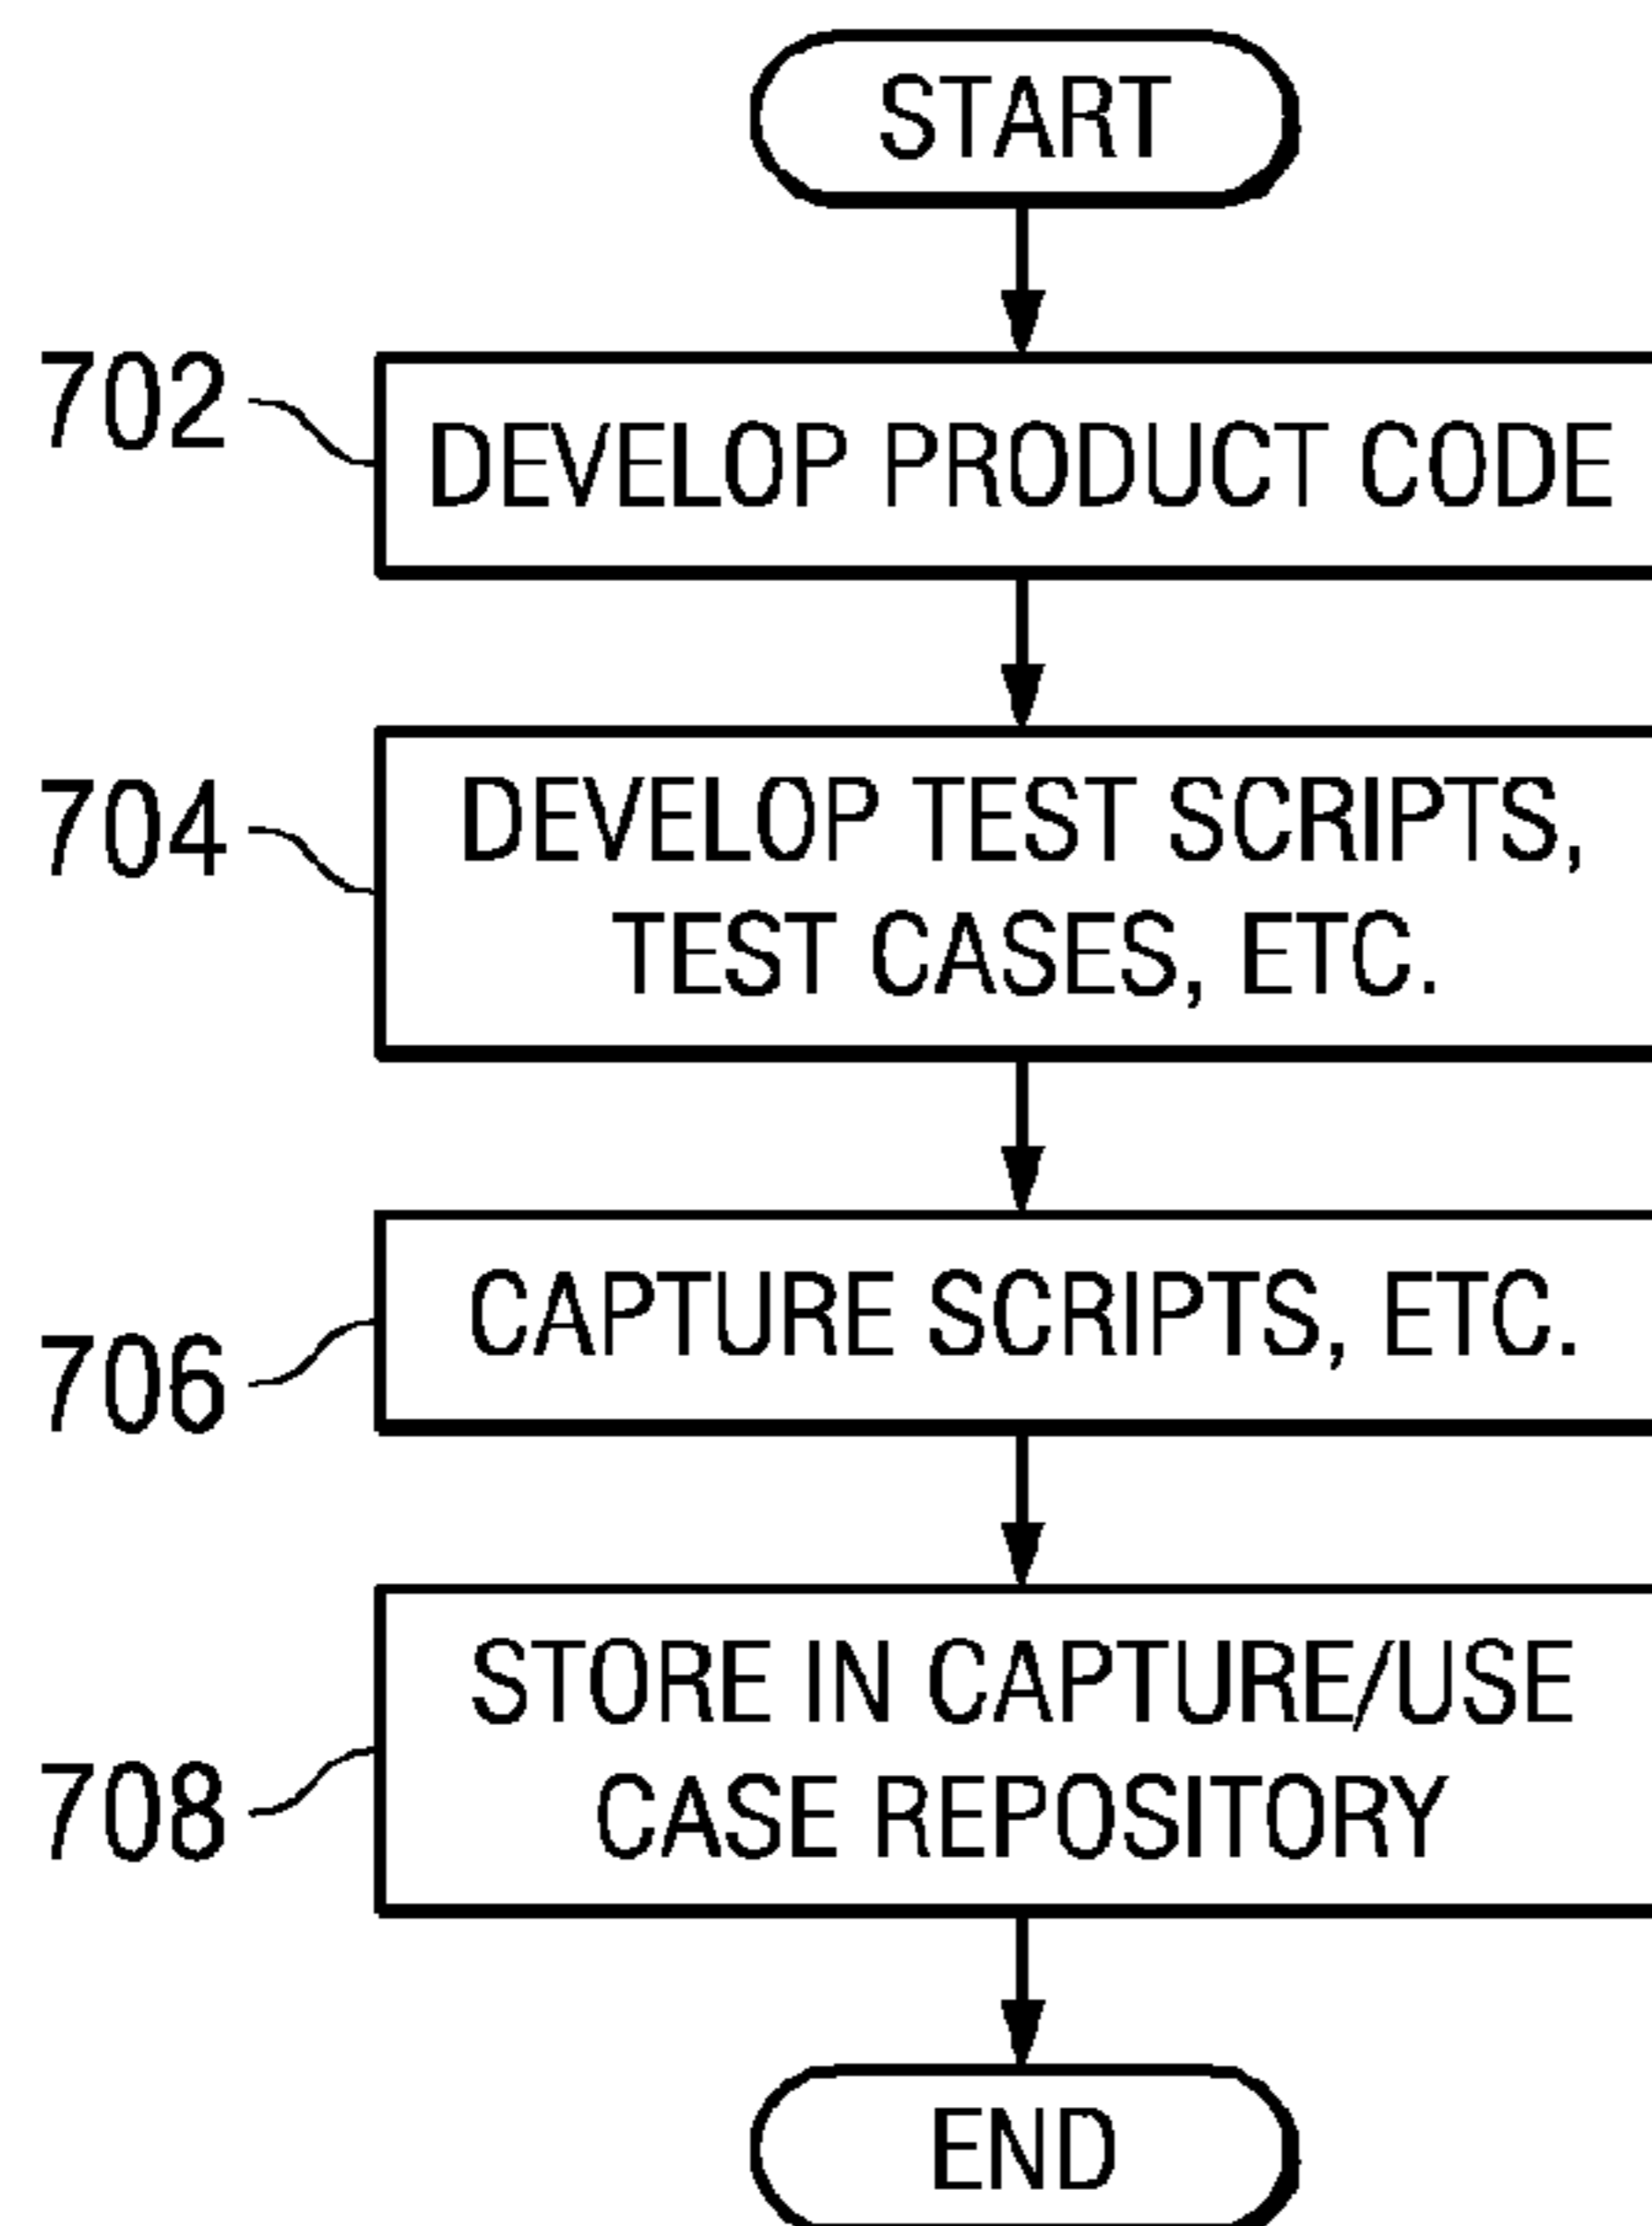 START
702
DEVELOP PRODUCT CODE
704
DEVELOP TEST SCRIPTS,
TEST CASES, ETC.
706
CAPTURE SCRIPTS, ETC.
708
STORE IN CAPTURE/USE
CASE REPOSITORY
END